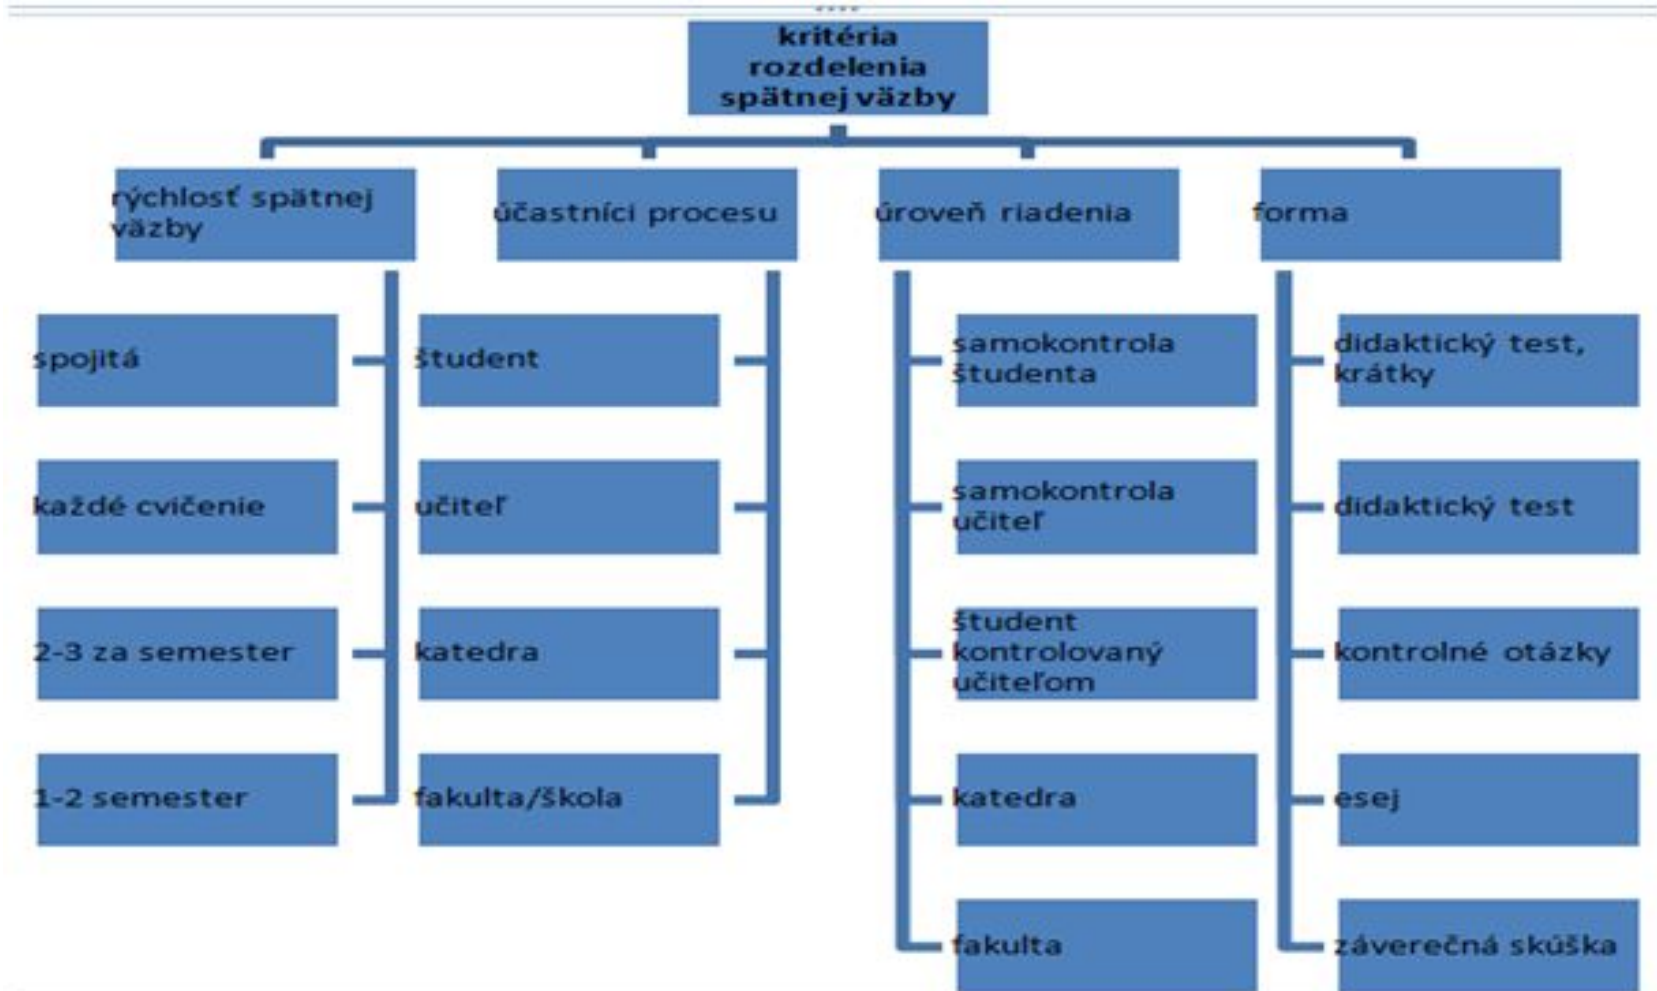 kritéria
rozdelenia
spätnej väzby
rýchlosť spätnej
väzby
účastníci procesu
úroveň riadenia
forma
spojitá
každé cvičenie
2-3 za semester
1-2 semester
študent
učiteľ
katedra
fakulta/škola
samokontrola
študenta
samokontrola
učiteľ
študent
kontrolovaný
učiteľom
katedra
fakulta
didaktický test,
krátky
didaktický test
kontrolné otázky
esej
záverečná skúška